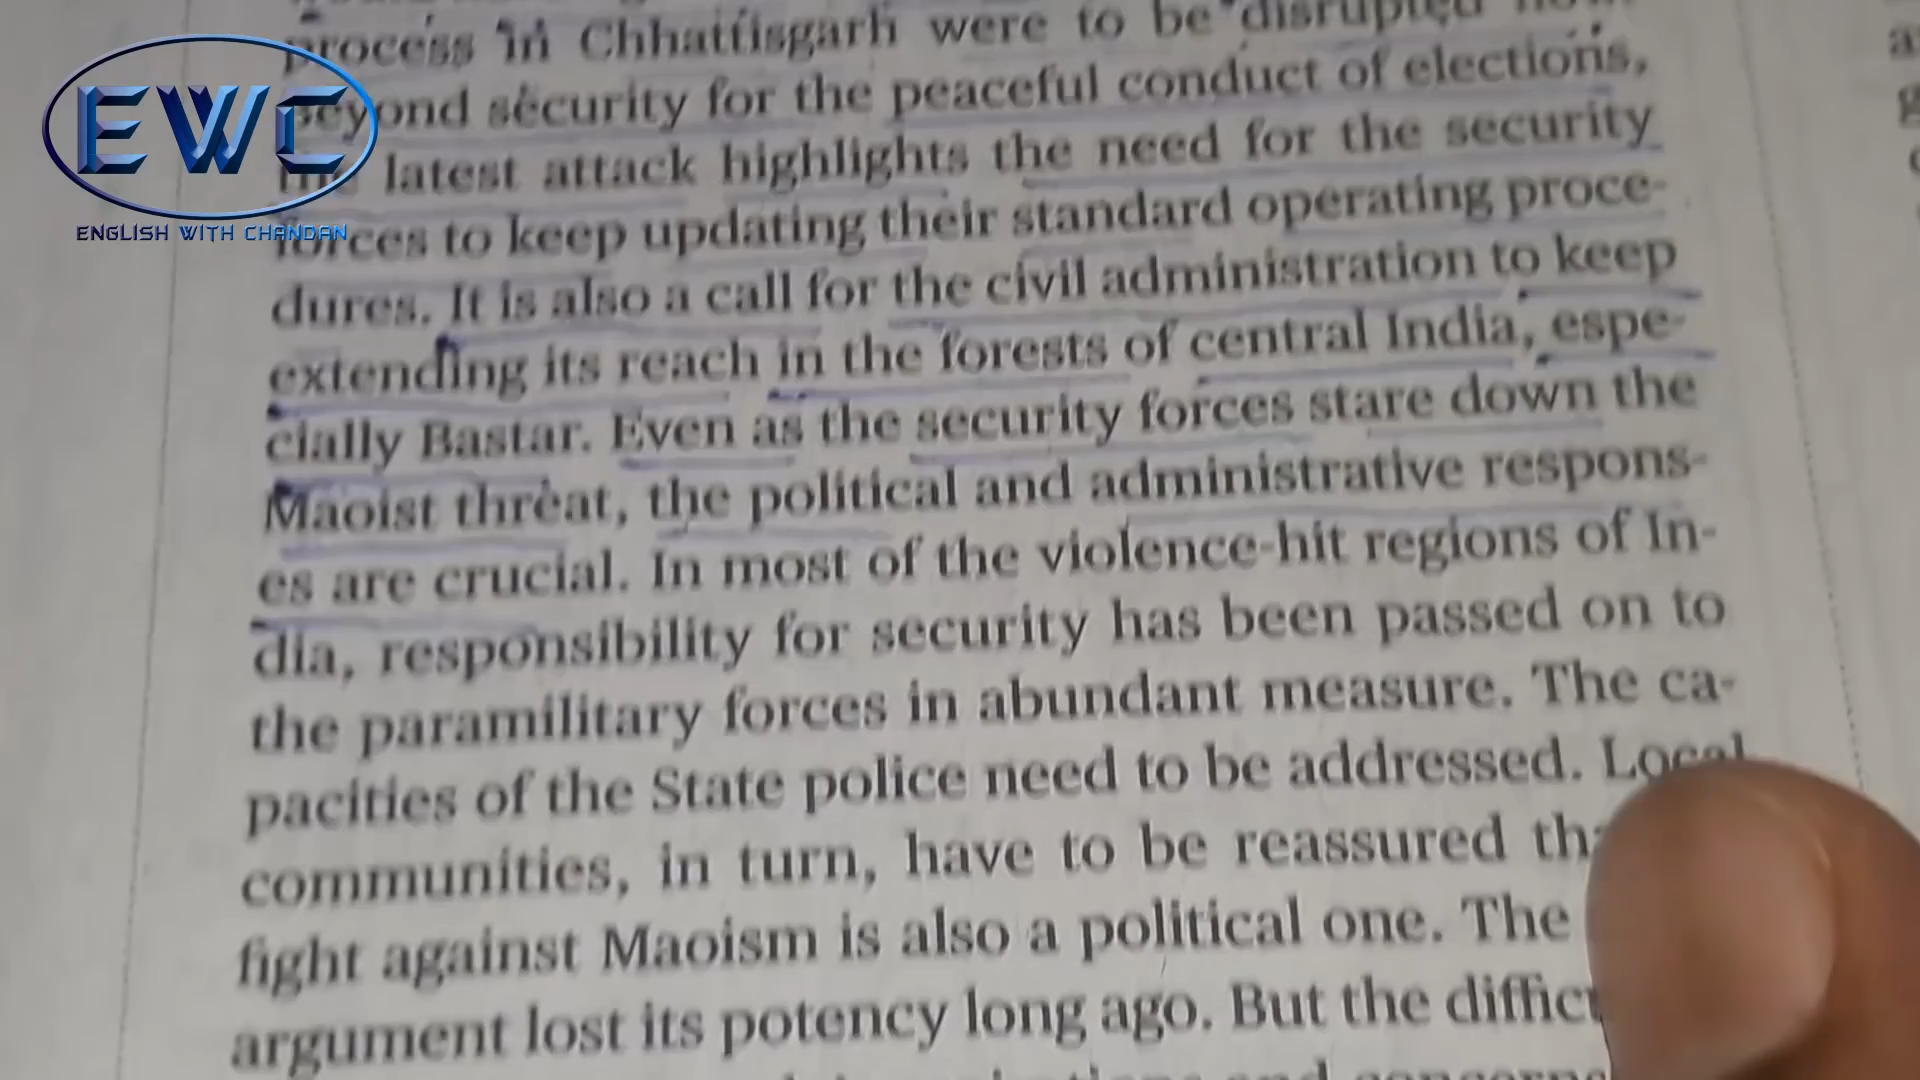 process in Chhattisgarh were to be disrupted
beyond security for the peaceful conduct of elections,
the latest attack highlights the need for the security
forces to keep updating their standard operating proce-
dures. It is also a call for the civil administration to keep
extending its reach in the forests of central India, espe-
cially Bastar. Even as the security forces stare down the
Maoist threat, the political and administrative respons-
es are crucial. In most of the violence-hit regions of In-
dia, responsibility for security has been passed on to
the paramilitary forces in abundant measure. The ca-
pacities of the State police need to be addressed. Local
communities, in turn, have to be reassured
fight against Maoism is also a political one. The
argument lost its potency long ago. But the
EWC
ENGLISH WITH CHANDAN